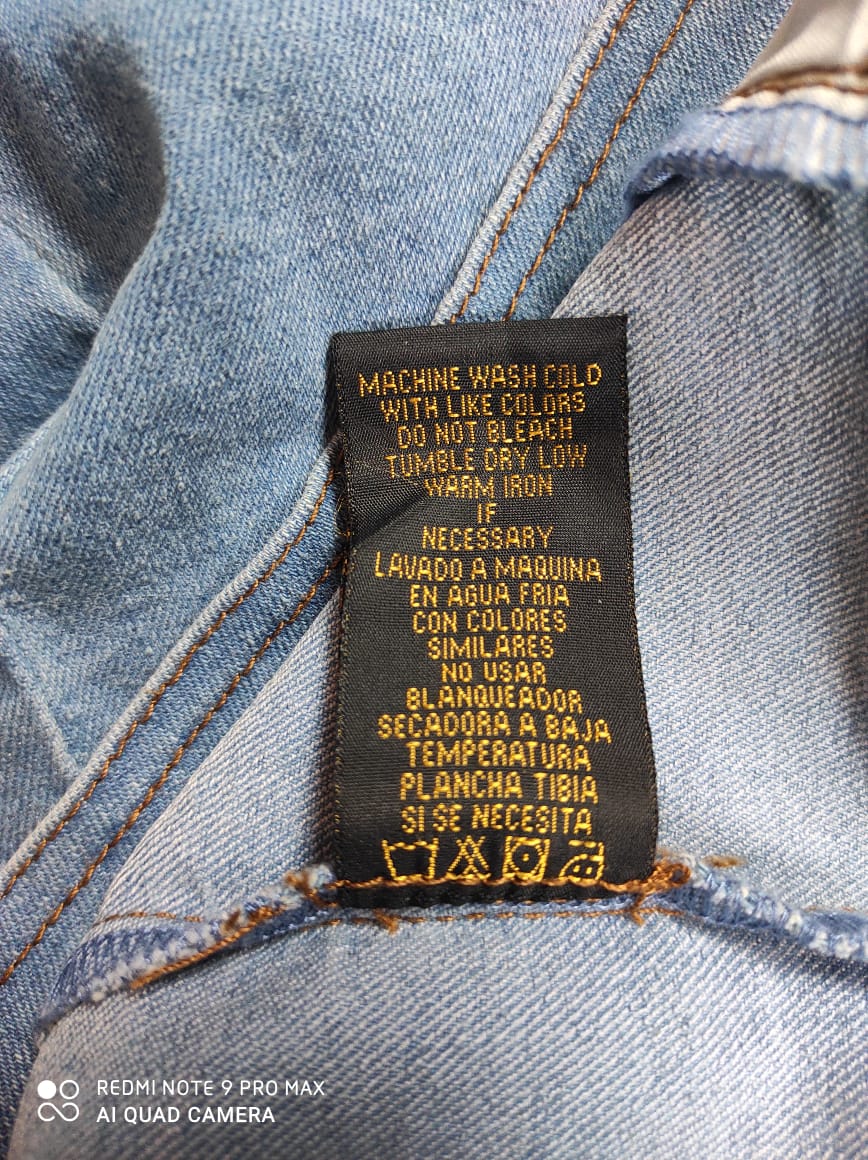 MACHINE WASH COLD
WITH LIKE COLORS
DO NOT BLEACH
TUMBLE DRY LOW
WARM IRON
IF
NECESSARY
LAVADO A MAQUINA
EN AGUA FRIA
CON COLORES
SIMILARES
NO USAR
BLANQUEADOR
SECADORA A BAJA
TEMPERATURA
PLANCHA TIBIA
SI SE NECESITA
REDMI NOTE 9 PRO MAX
AI QUAD CAMERA